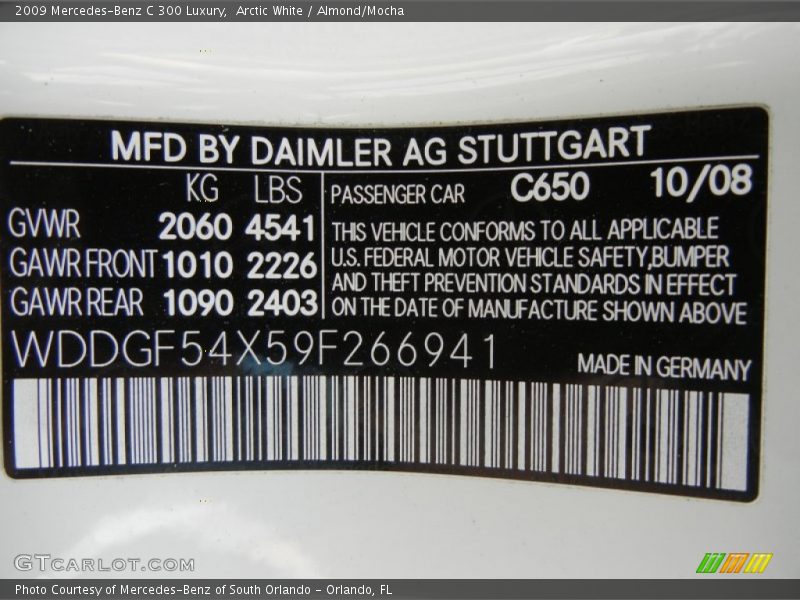 2009 Mercedes-Benz C 300 Luxury,  Arctic White / Almond/Mocha
MFD BY DAIMLER AG STUTTGART
KG LBS
GVWR 2060 4541
GAWR FRONT 1010 2226
GAWR REAR 1090 2403
PASSENGER CAR C650 10/08
THIS VEHICLE CONFORMS TO ALL APPLICABLE
U.S. FEDERAL MOTOR VEHICLE SAFETY,BUMPER
AND THEFT PREVENTION STANDARDS IN EFFECT
ON THE DATE OF MANUFACTURE SHOWN ABOVE
WDDGF54X59F266941
MADE IN GERMANY
GTCARLOT.COM
Photo Courtesy of Mercedes-Benz of South Orlando - Orlando, FL